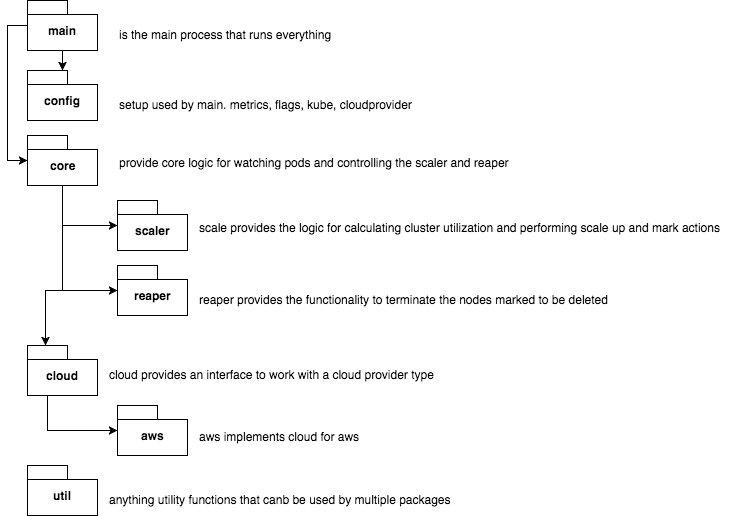 main
is the main process that runs everything
config
setup used by main. metrics, flags, kube, cloudprovider
core
provide core logic for watching pods and controlling the scaler and reaper
scaler
scale provides the logic for calculating cluster utilization and performing scale up and mark actions
reaper
reaper provides the functionality to terminate the nodes marked to be deleted
cloud
cloud provides an interface to work with a cloud provider type
aws
aws implements cloud for aws
util
anything utility functions that canb be used by multiple packages